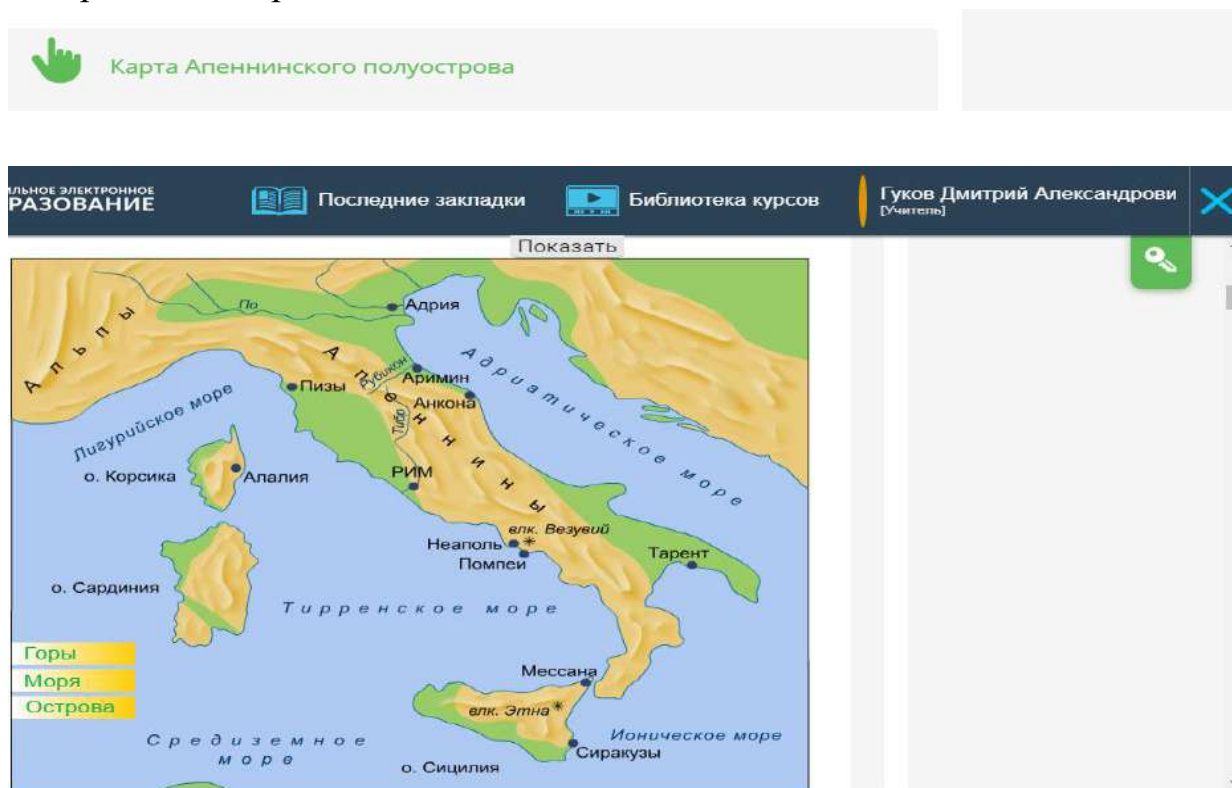 Карта Апеннинского полуострова
ЛЬНОЕ ЭЛЕКТРОННОЕ
РАЗОВАНИЕ
Последние закладки
Библиотека курсов
Гуков Дмитрий Александрови
[Учитель]
Показать
По
Адрия
Альпы
Апеннины
Рубикон
Аримин
Адриатическое море
Пизы
Анкона
Тибр
Лигурийское море
о. Корсика
Алалия
РИМ
влк. Везувий
Неаполь
Помпеи
Тарент
о. Сардиния
Тирренское море
Горы
Моря
Острова
Мессана
влк. Этна
Ионическое море
Средиземное
море
Сиракузы
о. Сицилия